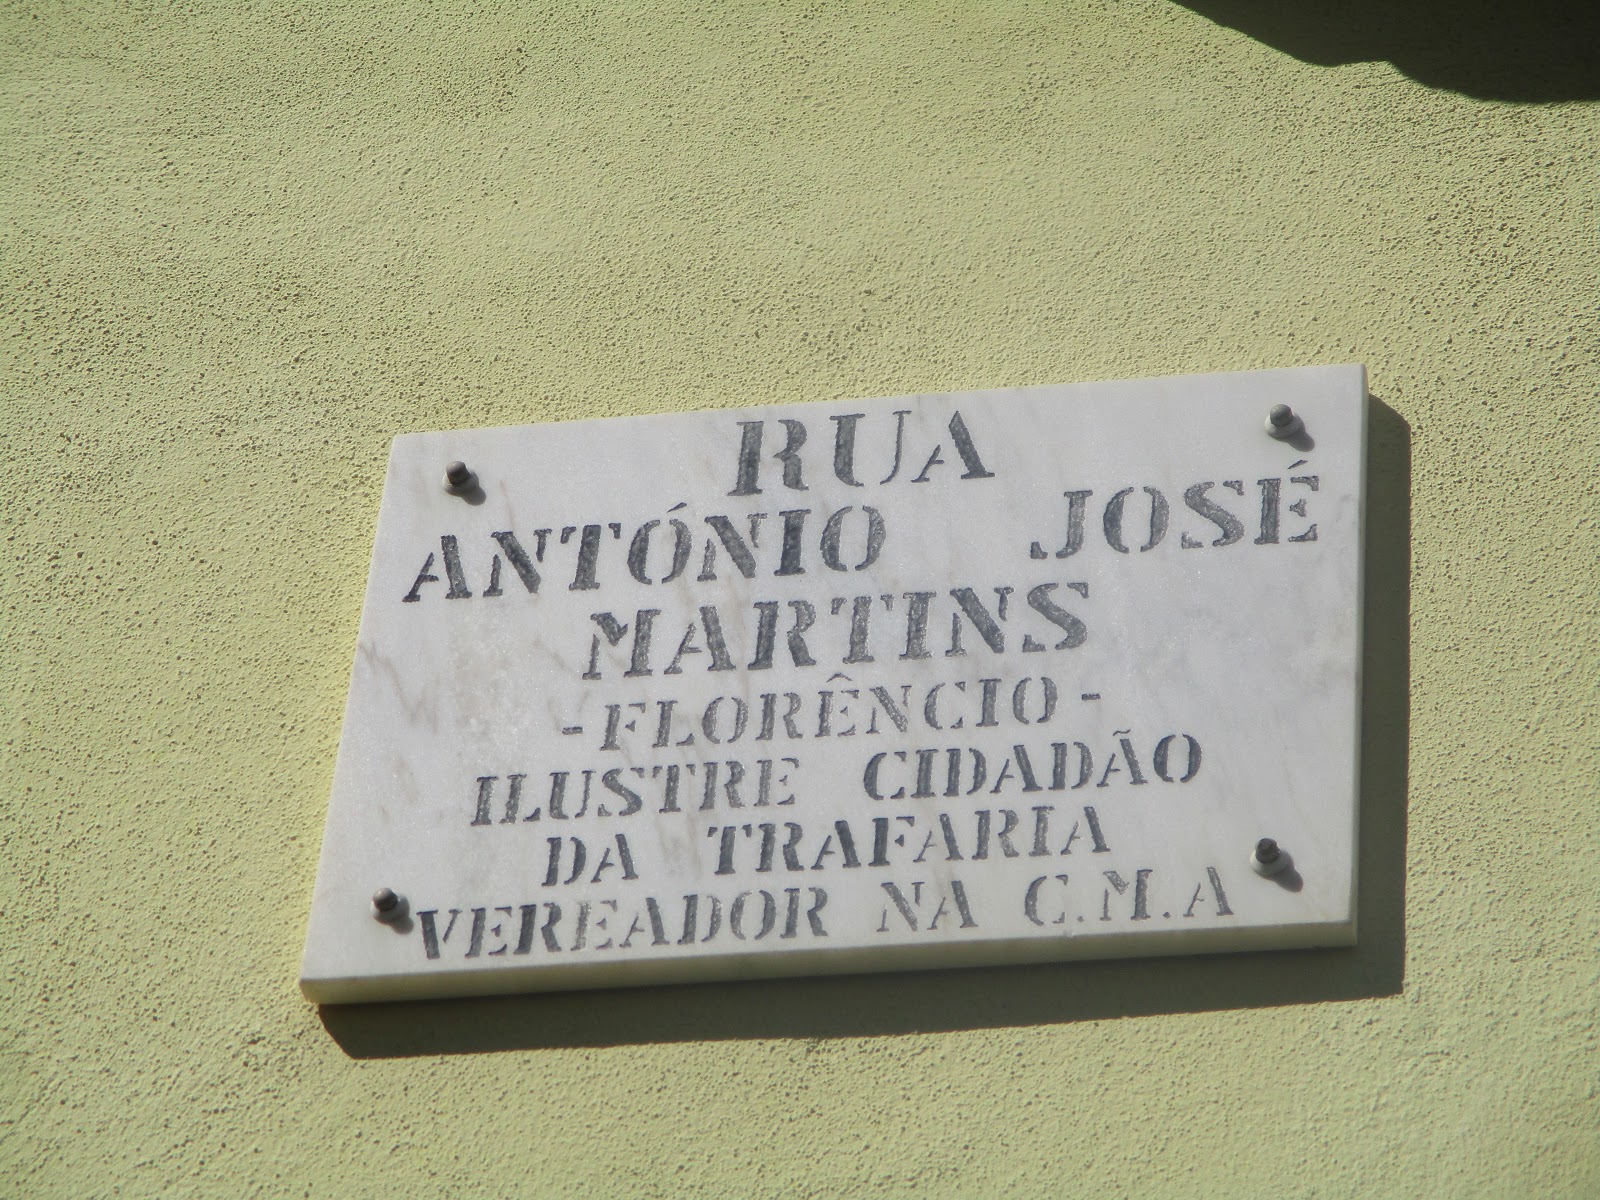 RUA
ANTÓNIO JOSÉ
MARTINS
-FLORÊNCIO-
ILUSTRE CIDADÃO
DA TRAFARIA
VEREADOR NA C.M.A